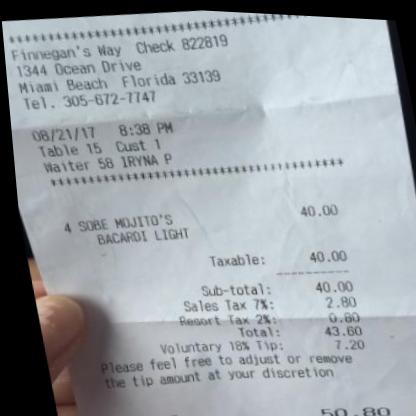 ****************************************
Finnegan's Way Check 822819
1344 Ocean Drive
Miami Beach Florida 33139
Tel. 305-672-7747
08/21/17 8:38 PM
Table 15 Cust 1
Waiter 58 IRYNA P
****************************************
4 SOBE MOJITO'S 40.00
BACARDI LIGHT
Taxable: 40.00
----------
Sub-total: 40.00
Sales Tax 7%: 2.80
Resort Tax 2%: 0.80
Total: 43.60
Voluntary 18% Tip: 7.20
Please feel free to adjust or remove
the tip amount at your discretion
50.80